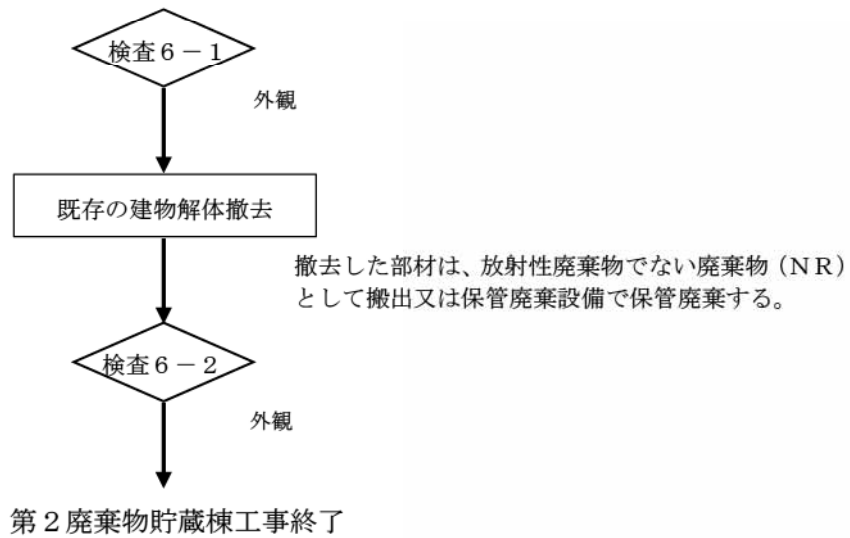 検査6－1
外観
既存の建物解体撤去
撤去した部材は、放射性廃棄物でない廃棄物（NR）
として搬出又は保管廃棄設備で保管廃棄する。
検査6－2
外観
第2廃棄物貯蔵棟工事終了